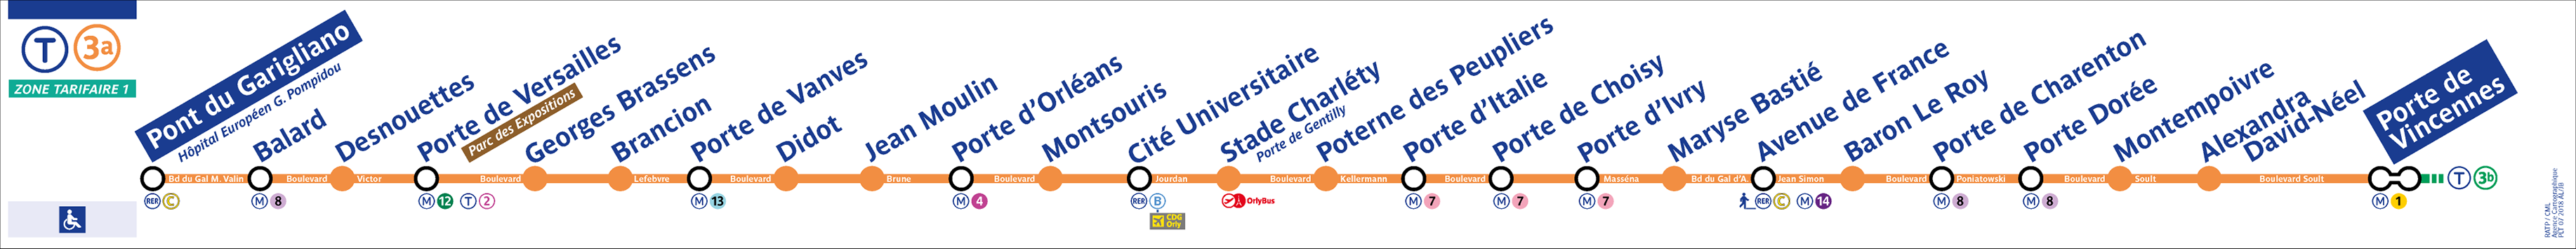 T 3a
ZONE TARIFAIRE 1
Pont du Garigliano
Hôpital Européen G. Pompidou
Balard
Desnouettes
Porte de Versailles
Parc des Expositions
Georges Brassens
Brancion
Porte de Vanves
Didot
Jean Moulin
Porte d'Orléans
Montsouris
Cité Universitaire
Stade Charléty
Porte de Gentilly
Poterne des Peupliers
Porte d'Italie
Porte de Choisy
Porte d'Ivry
Maryse Bastié
Avenue de France
Baron Le Roy
Porte de Charenton
Porte Dorée
Montempoivre
Alexandra
David-Néel
Porte de
Vincennes
Bd du Gal M. Valin Boulevard Victor Boulevard Lefebvre Boulevard Brune Boulevard Jourdan Boulevard Kellermann Boulevard Masséna Bd du Gal d'A. Jean Simon Boulevard Poniatowski Boulevard Soult Boulevard Soult T 3b
RER C M 8 M 12 T 2 M 13 M 4 RER B OrlyBus M 7 M 7 M 7 RER C M 14 M 8 M 8 M 1
CDG
Orly
RATP / CML
Agence Cartographique